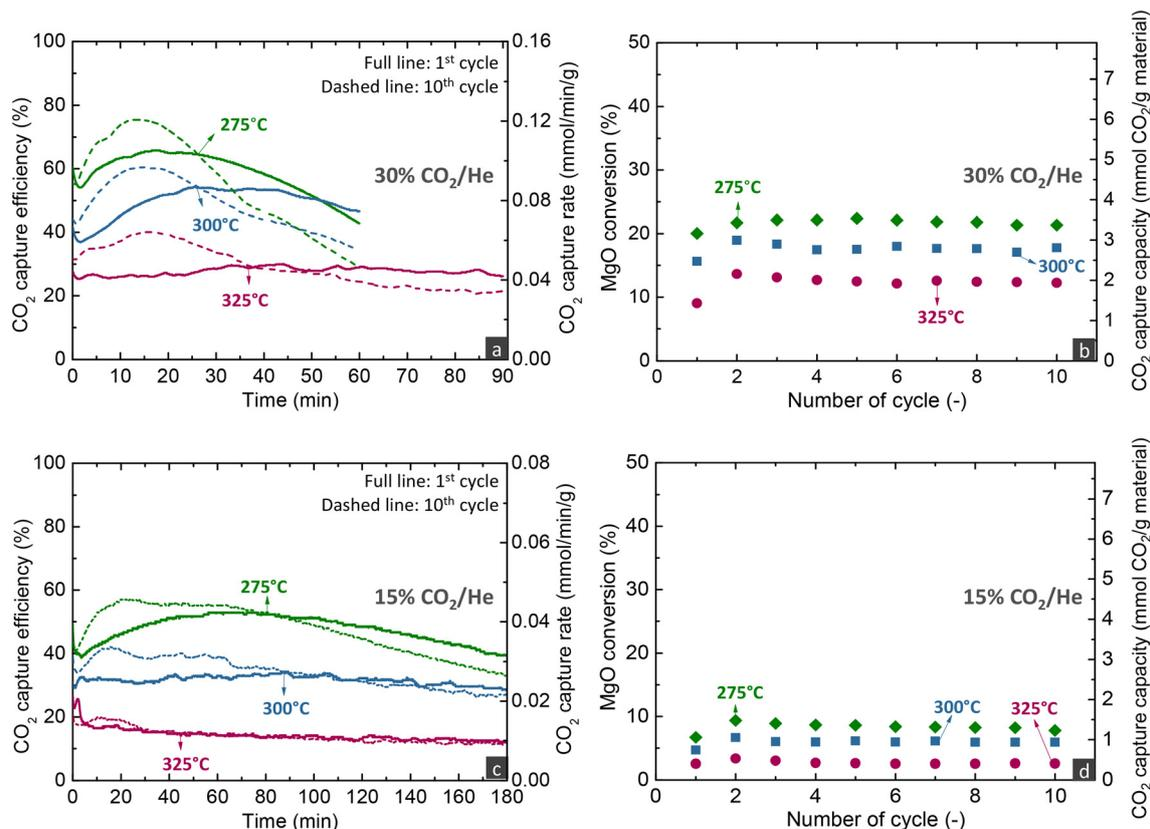 100
80
60
40
20
0
CO2 capture efficiency (%)
Full line: 1st cycle
Dashed line: 10th cycle
275°C
30% CO2/He
300°C
325°C
a
0.16
0.12
0.08
0.04
0.00
CO2 capture rate (mmol/min/g)
0 10 20 30 40 50 60 70 80 90
Time (min)
50
40
30
20
10
0
MgO conversion (%)
30% CO2/He
275°C
300°C
325°C
b
7
6
5
4
3
2
1
0
CO2 capture capacity (mmol CO2/g material)
0 2 4 6 8 10
Number of cycle (-)
100
80
60
40
20
0
CO2 capture efficiency (%)
Full line: 1st cycle
Dashed line: 10th cycle
275°C
15% CO2/He
300°C
325°C
c
0.08
0.06
0.04
0.02
0.00
CO2 capture rate (mmol/min/g)
0 20 40 60 80 100 120 140 160 180
Time (min)
50
40
30
20
10
0
MgO conversion (%)
15% CO2/He
275°C
300°C
325°C
d
7
6
5
4
3
2
1
0
CO2 capture capacity (mmol CO2/g material)
0 2 4 6 8 10
Number of cycle (-)